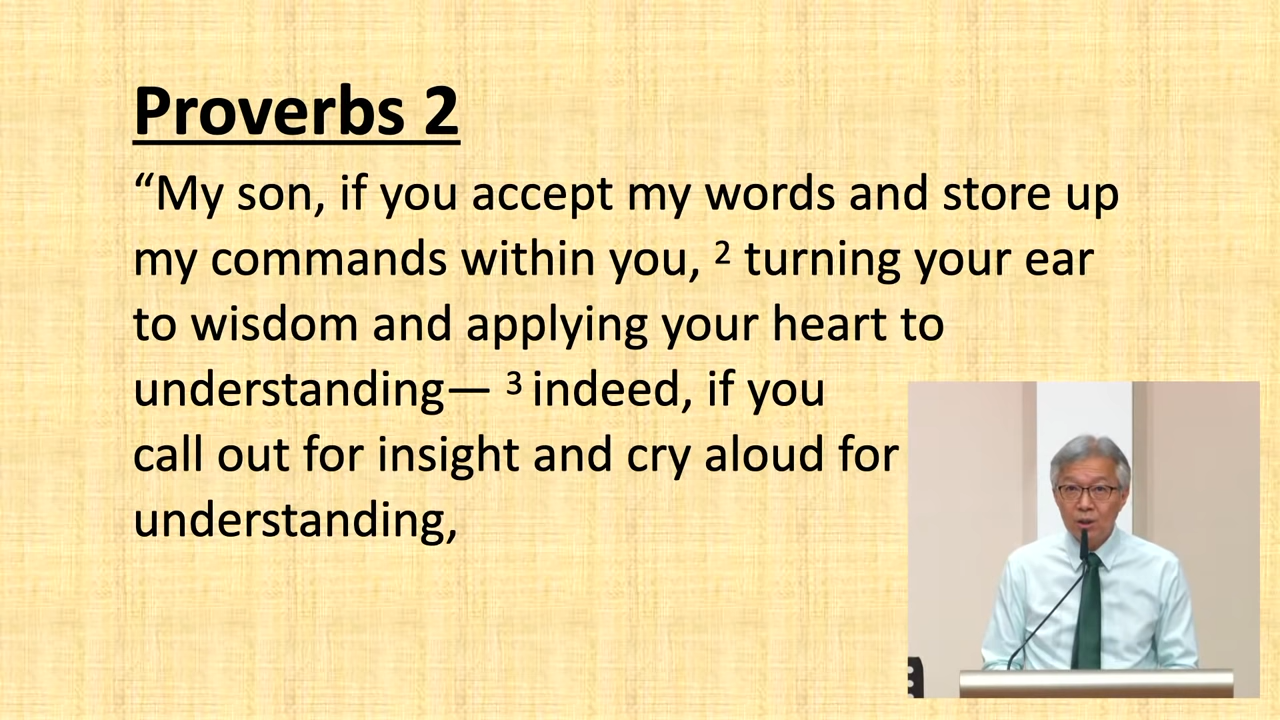 Proverbs 2
“My son, if you accept my words and store up
my commands within you, ² turning your ear
to wisdom and applying your heart to
understanding— ³ indeed, if you
call out for insight and cry aloud for
understanding,